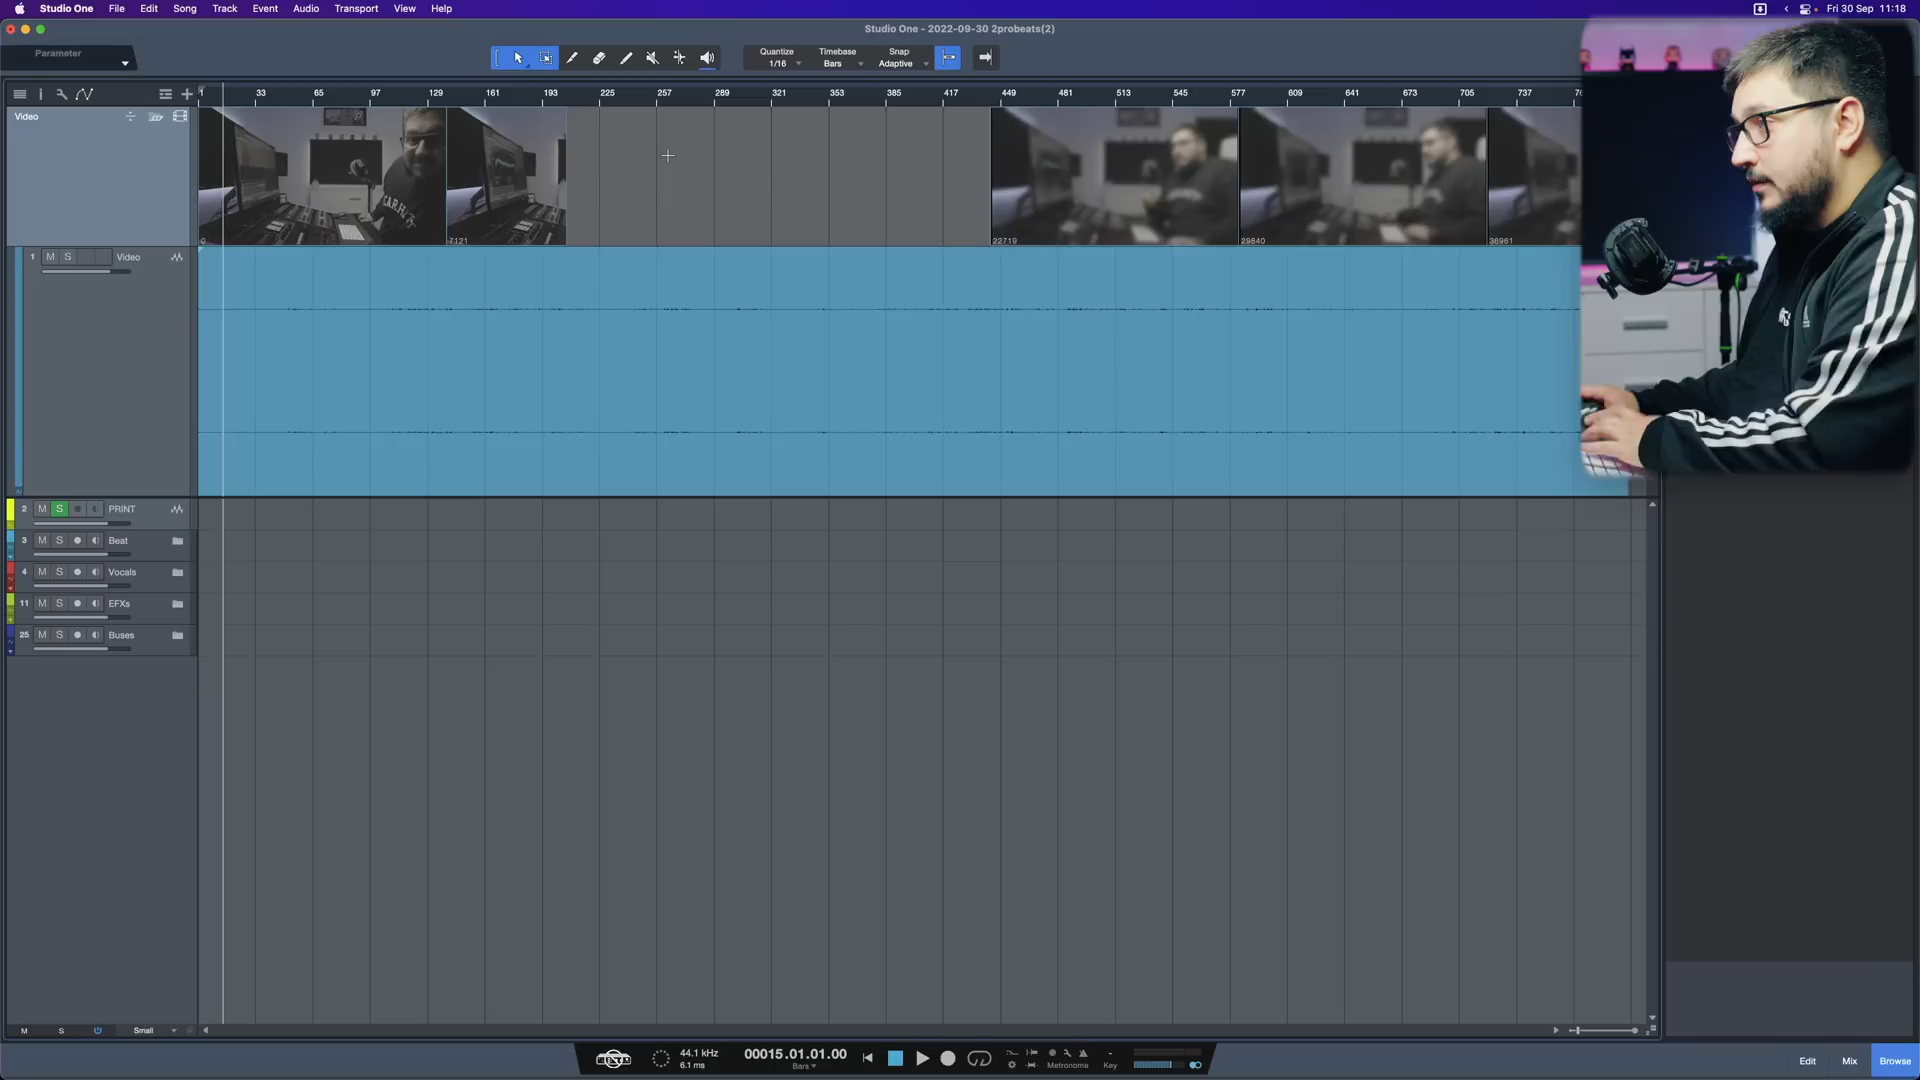 Studio One File Edit Song Track Event Audio Transport View Help Fri 30 Sep 11:18
Studio One - 2022-09-30 2probeats(2)
Parameter
Quantize Timebase Snap
1/16 Bars Adaptive
1 33 65 97 129 161 193 225 257 289 321 353 385 417 449 481 513 545 577 609 641 673 705 737
Video
0 7121 22719 29840 36961
1 M S Video
2 M S PRINT
3 M S Beat
4 M S Vocals
11 M S EFXs
25 M S Buses
M S Small
44.1 kHz 00015.01.01.00
6.1 ms Bars Metronome Key
Edit Mix Browse